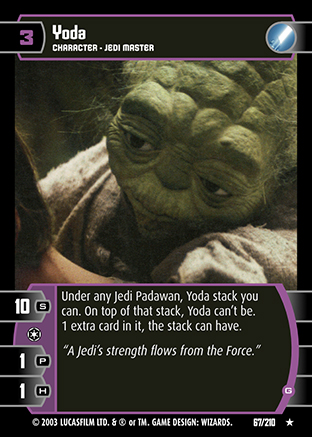 3
Yoda
CHARACTER - JEDI MASTER
10 S
1 P
1 H
Under any Jedi Padawan, Yoda stack you
can. On top of that stack, Yoda can't be.
1 extra card in it, the stack can have.
"A Jedi's strength flows from the Force."
G
© 2003 LUCASFILM LTD. & ® or TM. GAME DESIGN: WIZARDS.
67/210